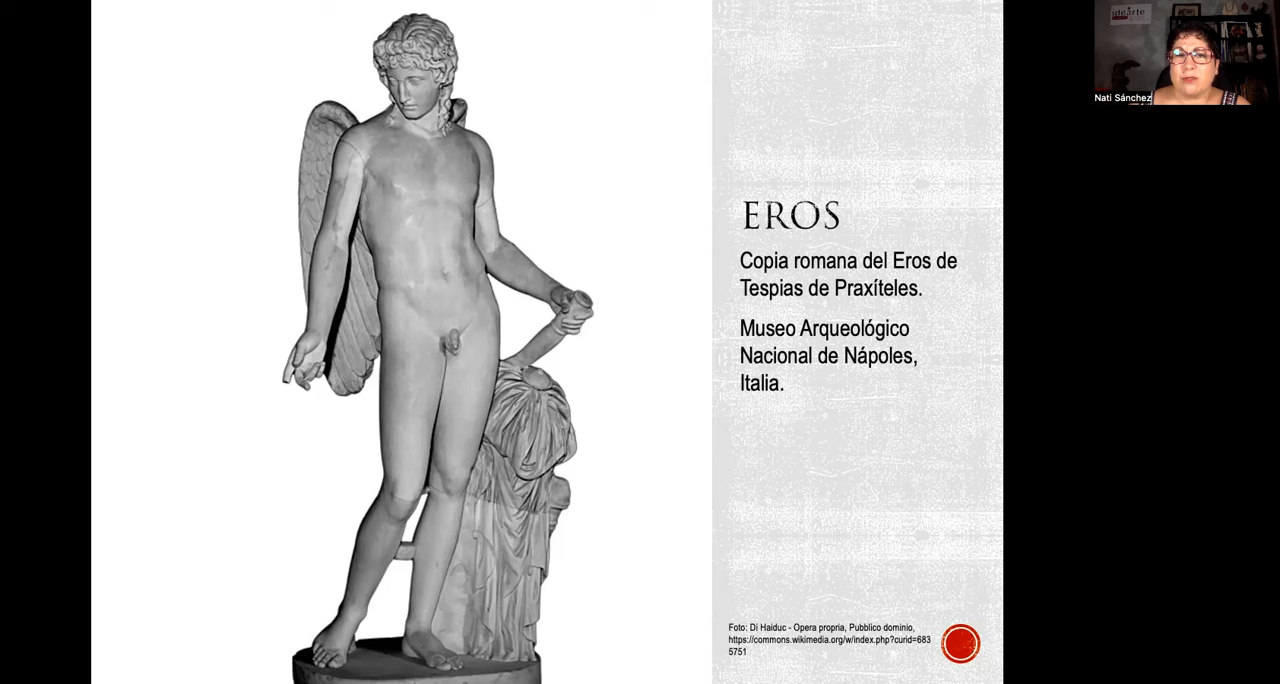 idearte
Nati Sánchez
EROS
Copia romana del Eros de
Tespias de Praxíteles.
Museo Arqueológico
Nacional de Nápoles,
Italia.
Foto: Di Haiduc - Opera propria, Pubblico dominio,
https://commons.wikimedia.org/w/index.php?curid=683
5751